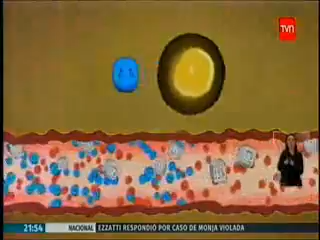 TVN
21:54 NACIONAL EZZATTI RESPONDIÓ POR CASO DE MONJA VIOLADA